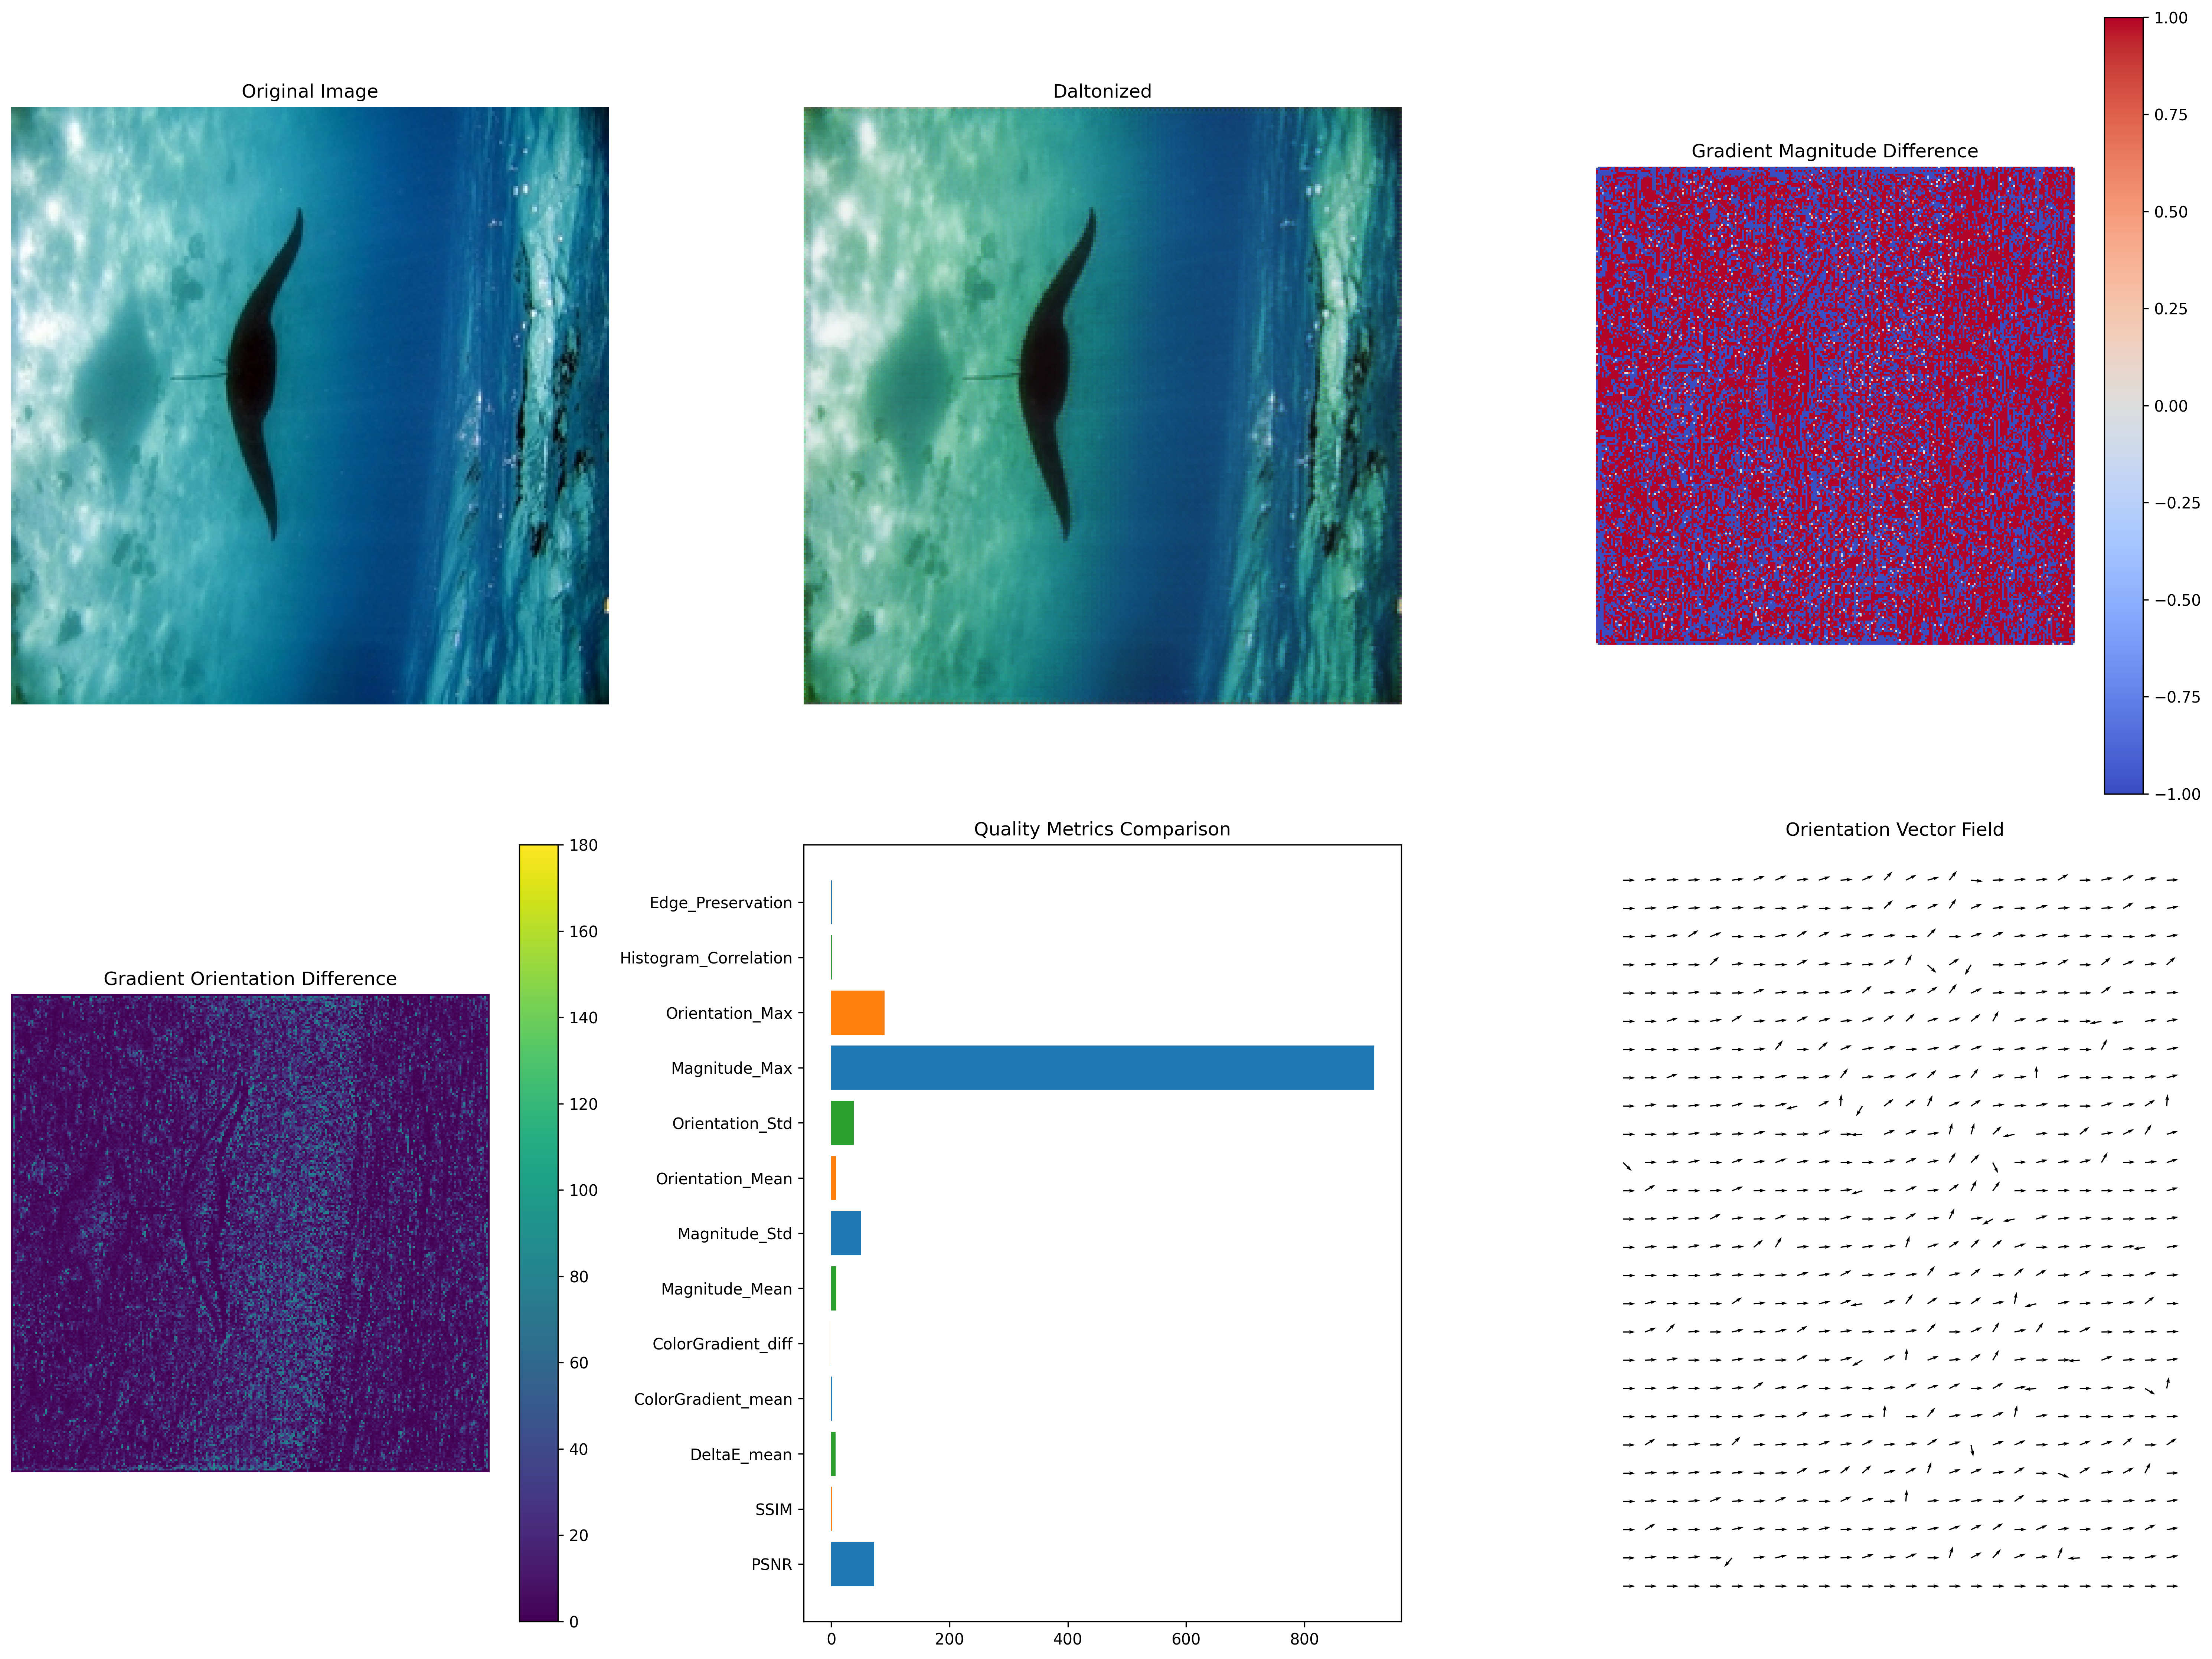 Original Image
Daltonized
Gradient Magnitude Difference
1.00
0.75
0.50
0.25
0.00
−0.25
−0.50
−0.75
−1.00
Gradient Orientation Difference
180
160
140
120
100
80
60
40
20
0
Quality Metrics Comparison
Edge_Preservation
Histogram_Correlation
Orientation_Max
Magnitude_Max
Orientation_Std
Orientation_Mean
Magnitude_Std
Magnitude_Mean
ColorGradient_diff
ColorGradient_mean
DeltaE_mean
SSIM
PSNR
0 200 400 600 800
Orientation Vector Field